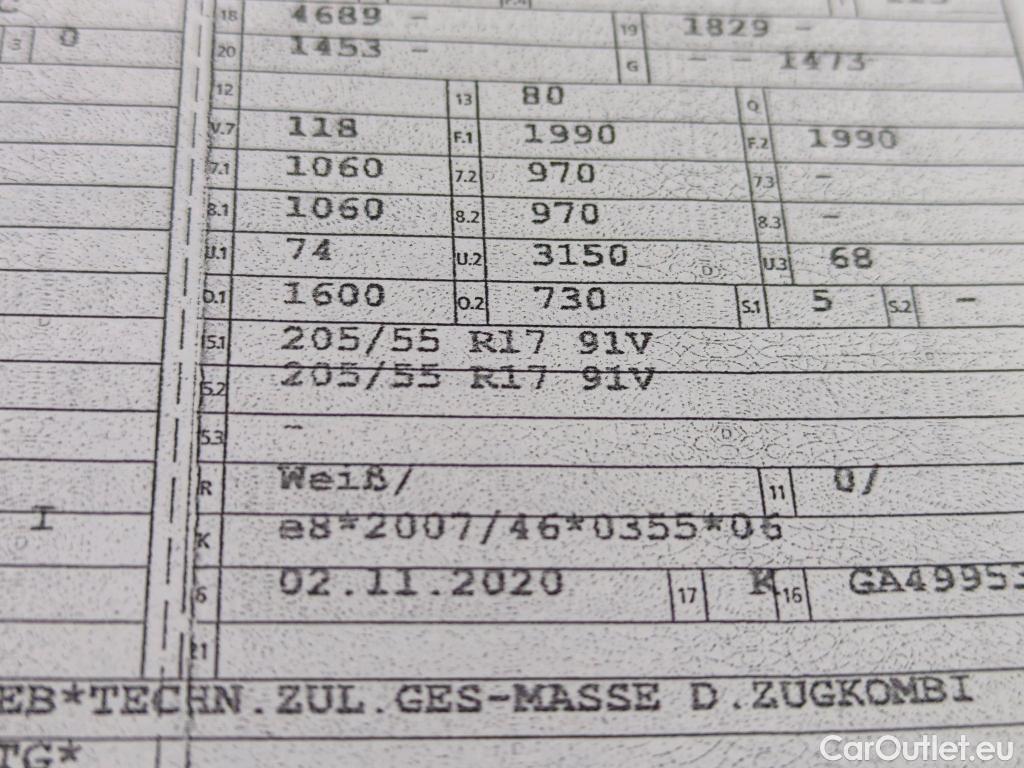 18 4689 - 19 1829 -
3 0 20 1453 - G - - 1473
12 13 80 Q
V.7 118 F.1 1990 F.2 1990
7.1 1060 7.2 970 7.3 -
8.1 1060 8.2 970 8.3 -
U.1 74 U.2 3150 U.3 68
O.1 1600 O.2 730 S.1 5 S.2 -
15.1 205/55 R17 91V
15.2 205/55 R17 91V
15.3 -
R Weiß/ 11 0/
I K e8*2007/46*0355*06
6 02.11.2020 17 K 16 GA49953
21
EB*TECHN.ZUL.GES-MASSE D.ZUGKOMBI
TG*
CarOutlet.eu